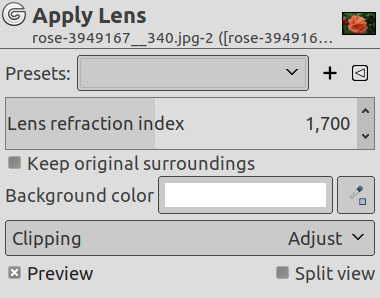 Apply Lens
rose-3949167__340.jpg-2 ([rose-394916...
Presets:
Lens refraction index 1,700
Keep original surroundings
Background color
Clipping Adjust
Preview Split view